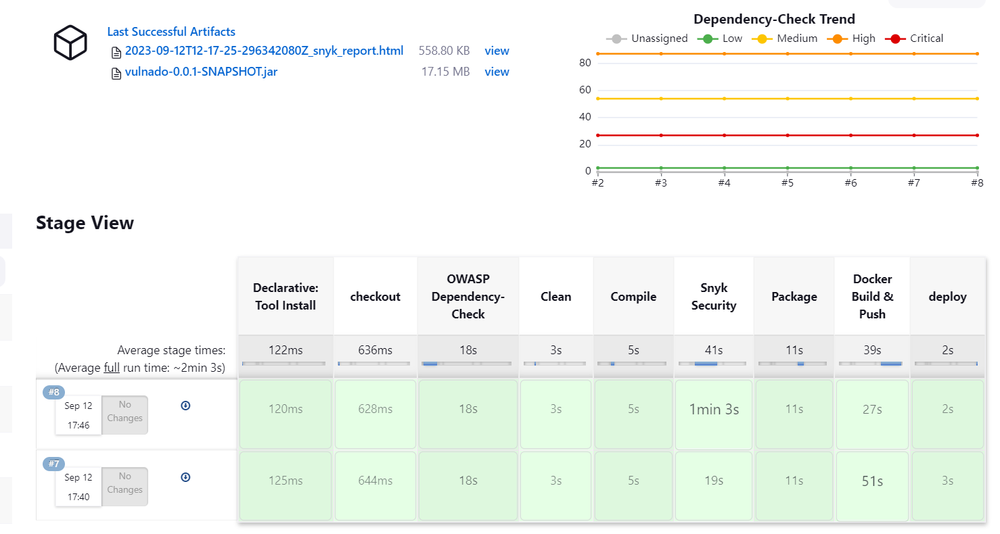 Last Successful Artifacts
2023-09-12T12-17-25-296342080Z_snyk_report.html 558.80 KB view
vulnado-0.0.1-SNAPSHOT.jar 17.15 MB view
Dependency-Check Trend
Unassigned Low Medium High Critical
80
60
40
20
0
#2 #3 #4 #5 #6 #7 #8
Stage View
Declarative:
Tool Install
checkout
OWASP
Dependency-
Check
Clean
Compile
Snyk
Security
Package
Docker
Build &
Push
deploy
Average stage times:
(Average full run time: ~2min 3s)
122ms 636ms 18s 3s 5s 41s 11s 39s 2s
#8
Sep 12
17:46
No
Changes
120ms 628ms 18s 3s 5s 1min 3s 11s 27s 2s
#7
Sep 12
17:40
No
Changes
125ms 644ms 18s 3s 5s 19s 11s 51s 3s